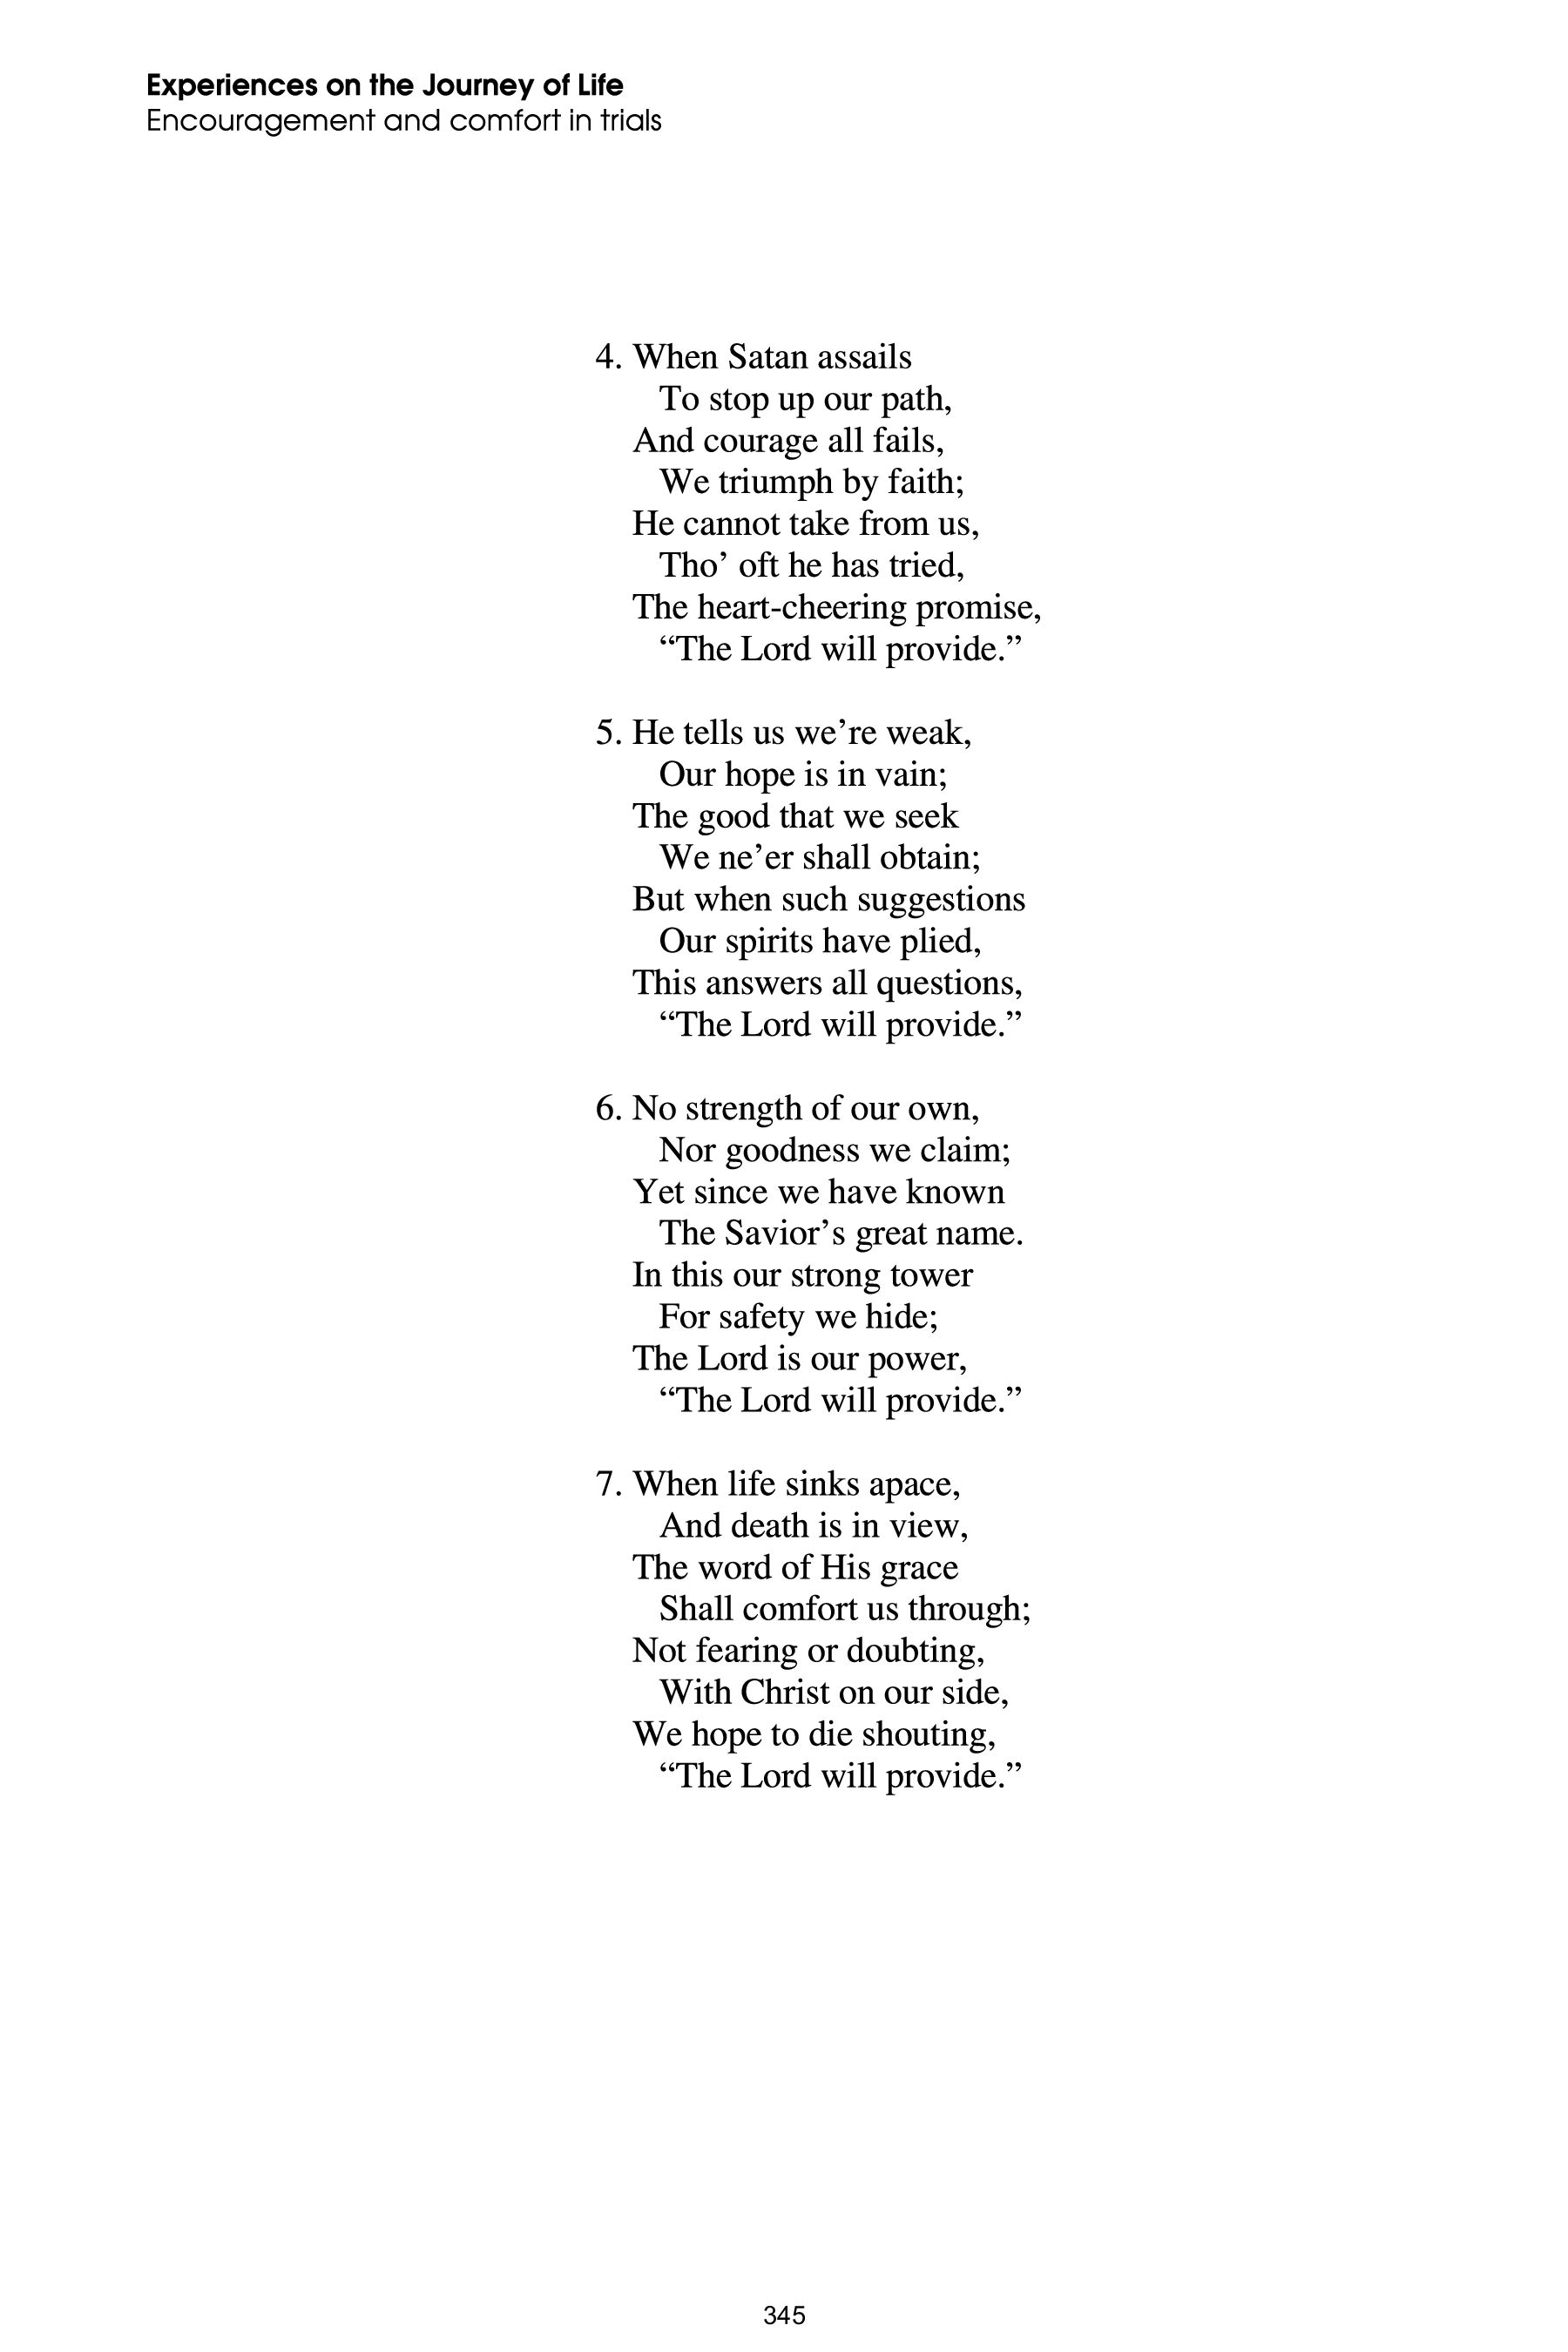 Experiences on the Journey of Life
Encouragement and comfort in trials
4. When Satan assails
To stop up our path,
And courage all fails,
We triumph by faith;
He cannot take from us,
Tho’ oft he has tried,
The heart-cheering promise,
“The Lord will provide.”
5. He tells us we’re weak,
Our hope is in vain;
The good that we seek
We ne’er shall obtain;
But when such suggestions
Our spirits have plied,
This answers all questions,
“The Lord will provide.”
6. No strength of our own,
Nor goodness we claim;
Yet since we have known
The Savior’s great name.
In this our strong tower
For safety we hide;
The Lord is our power,
“The Lord will provide.”
7. When life sinks apace,
And death is in view,
The word of His grace
Shall comfort us through;
Not fearing or doubting,
With Christ on our side,
We hope to die shouting,
“The Lord will provide.”
345